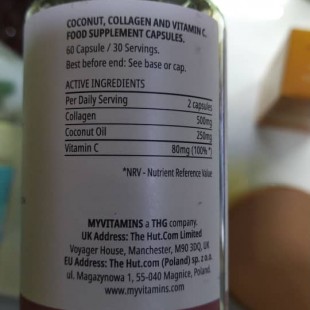 COCONUT, COLLAGEN AND VITAMIN C.
FOOD SUPPLEMENT CAPSULES.
60 Capsule / 30 Servings.
Best before end: See base or cap.
ACTIVE INGREDIENTS
Per Daily Serving 2 capsules
Collagen 500mg
Coconut Oil 250mg
Vitamin C 80mg (100%*)
*NRV - Nutrient Reference Value
MYVITAMINS a THG company.
UK Address: The Hut.Com Limited
Voyager House, Manchester, M90 3DQ, UK
EU Address: The Hut.com (Poland) sp. z o.o.
ul. Magazynowa 1, 55-040 Magnice, Poland.
www.myvitamins.com